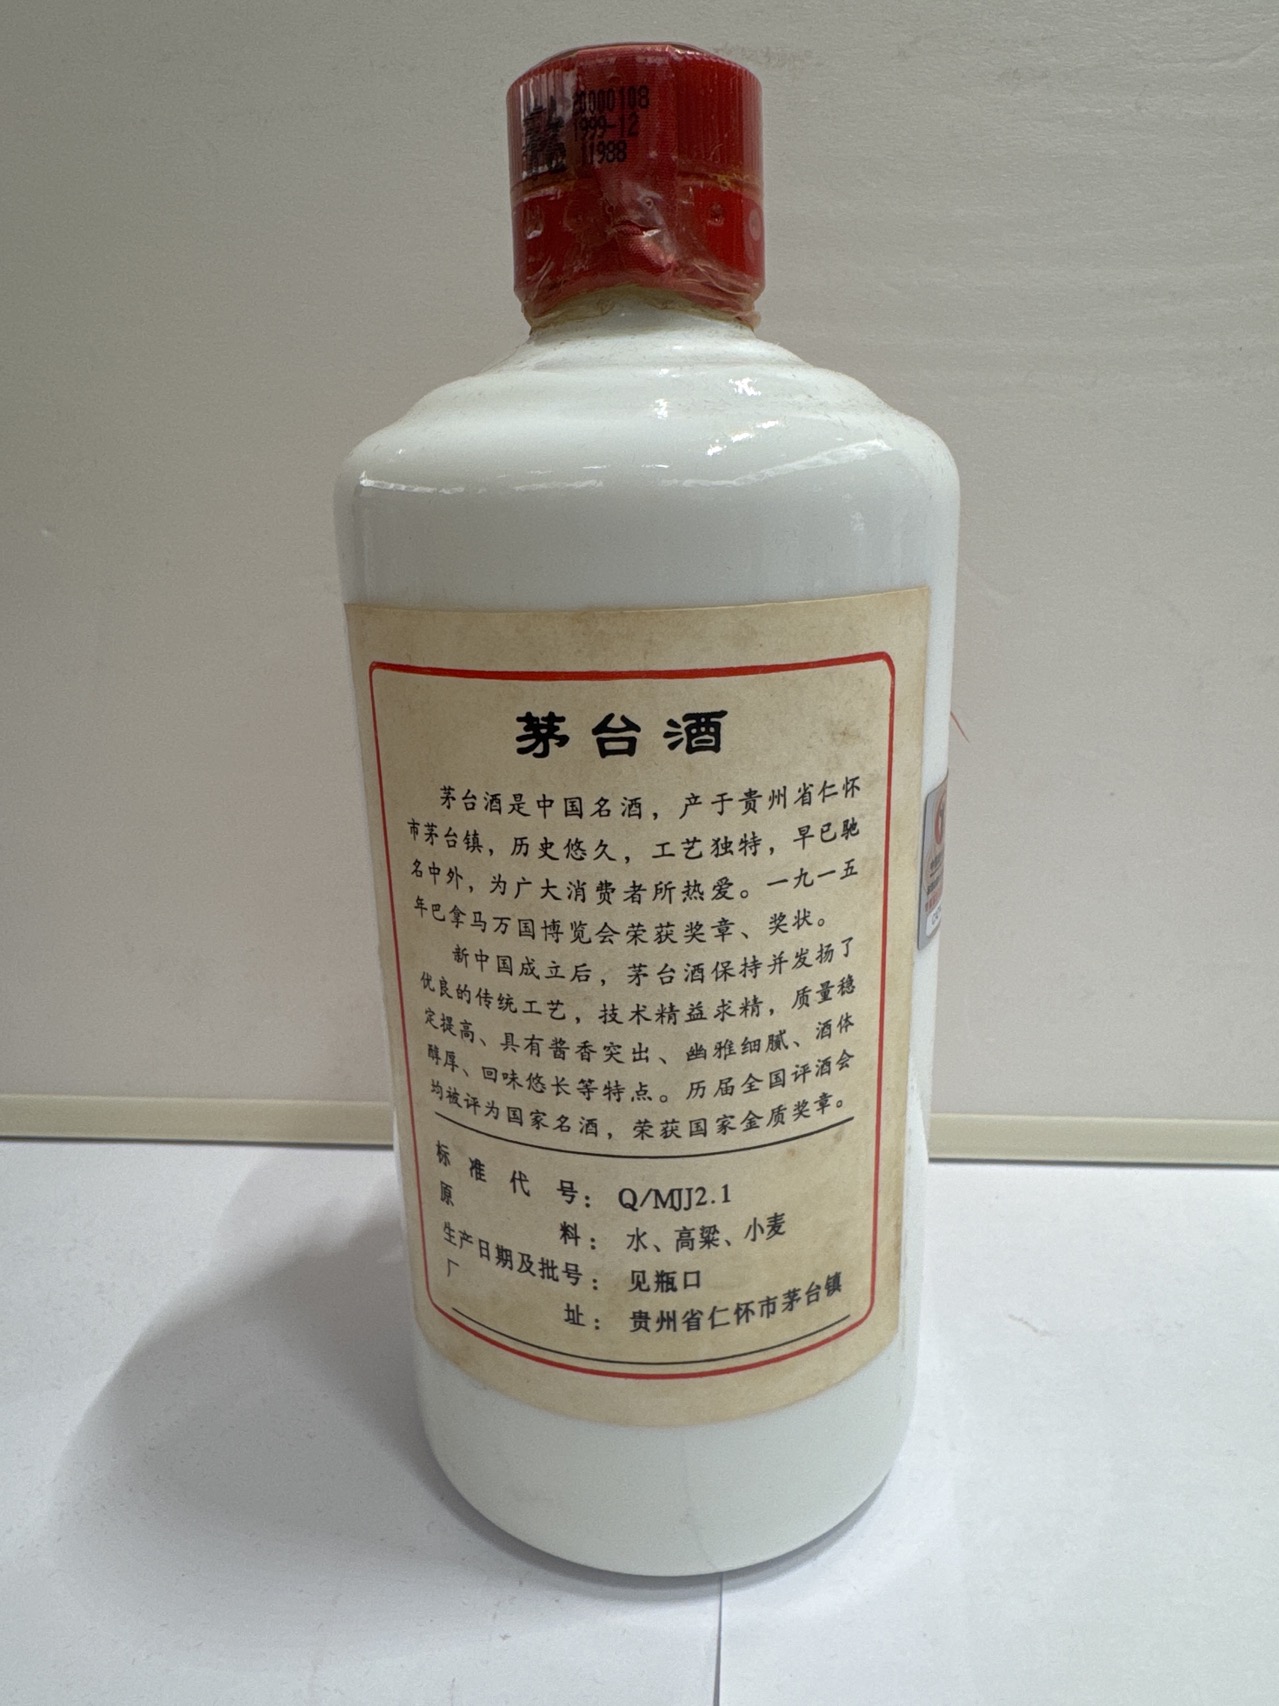 20000108
1999-12
11988
茅台酒
茅台酒是中国名酒，产于贵州省仁怀
市茅台镇，历史悠久，工艺独特，早已驰
名中外，为广大消费者所热爱。一九一五
年巴拿马万国博览会荣获奖章、奖状。
新中国成立后，茅台酒保持并发扬了
优良的传统工艺，技术精益求精，质量稳
定提高、具有酱香突出、幽雅细腻、酒体
醇厚、回味悠长等特点。历届全国评酒会
均被评为国家名酒，荣获国家金质奖章。
标准代号：Q/MJJ2.1
原料：水、高粱、小麦
生产日期及批号：见瓶口
厂址：贵州省仁怀市茅台镇